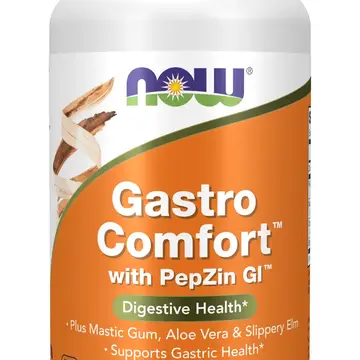 NOW
Gastro
Comfort™
with PepZin GI™
Digestive Health*
• Plus Mastic Gum, Aloe Vera & Slippery Elm
• Supports Gastric Health*